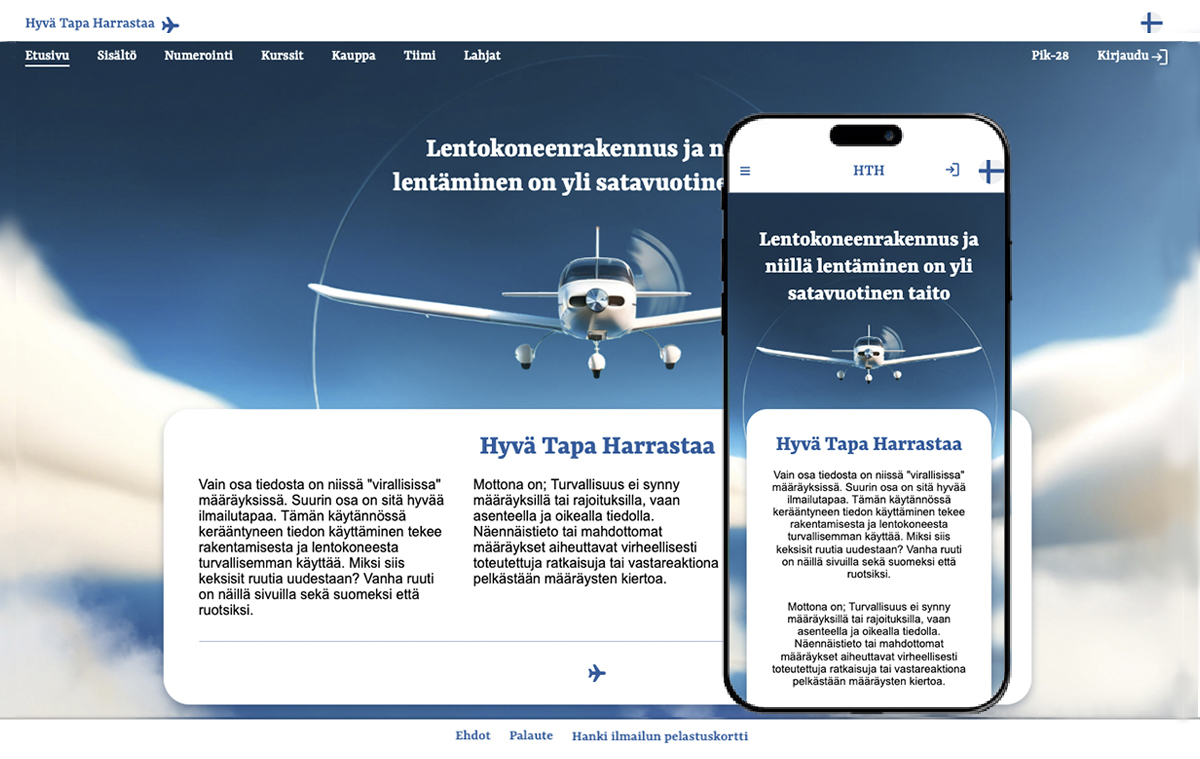 Hyvä Tapa Harrastaa
Etusivu Sisältö Numerointi Kurssit Kauppa Tiimi Lahjat Pik-28 Kirjaudu
Lentokoneenrakennus ja n
lentäminen on yli satavuotine
Hyvä Tapa Harrastaa
Vain osa tiedosta on niissä "virallisissa"
määräyksissä. Suurin osa on sitä hyvää
ilmailutapaa. Tämän käytännössä
kerääntyneen tiedon käyttäminen tekee
rakentamisesta ja lentokoneesta
turvallisemman käyttää. Miksi siis
keksisit ruutia uudestaan? Vanha ruuti
on näillä sivuilla sekä suomeksi että
ruotsiksi.
Mottona on; Turvallisuus ei synny
määräyksillä tai rajoituksilla, vaan
asenteella ja oikealla tiedolla.
Näennäistieto tai mahdottomat
määräykset aiheuttavat virheellisesti
toteutettuja ratkaisuja tai vastareaktiona
pelkästään määräysten kiertoa.
HTH
Lentokoneenrakennus ja
niillä lentäminen on yli
satavuotinen taito
Hyvä Tapa Harrastaa
Vain osa tiedosta on niissä "virallisissa"
määräyksissä. Suurin osa on sitä hyvää
ilmailutapaa. Tämän käytännössä
kerääntyneen tiedon käyttäminen tekee
rakentamisesta ja lentokoneesta
turvallisemman käyttää. Miksi siis
keksisit ruutia uudestaan? Vanha ruuti
on näillä sivuilla sekä suomeksi että
ruotsiksi.
Mottona on; Turvallisuus ei synny
määräyksillä tai rajoituksilla, vaan
asenteella ja oikealla tiedolla.
Näennäistieto tai mahdottomat
määräykset aiheuttavat virheellisesti
toteutettuja ratkaisuja tai vastareaktiona
pelkästään määräysten kiertoa.
Ehdot Palaute Hanki ilmailun pelastuskortti